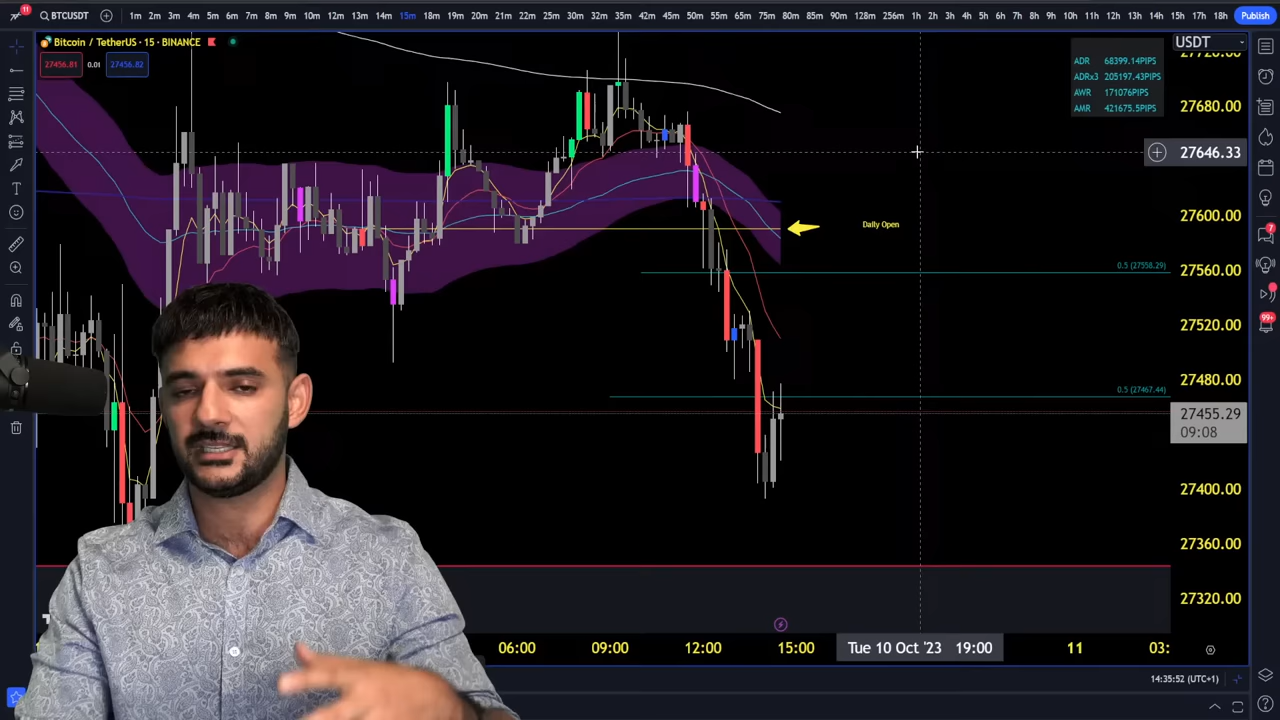 11
BTCUSDT
1m 2m 3m 4m 5m 6m 7m 8m 9m 10m 12m 13m 14m 15m 18m 19m 20m 21m 22m 23m 25m 30m 32m 35m 42m 45m 50m 55m 65m 75m 80m 85m 90m 128m 256m 1h 2h 3h 4h 5h 6h 7h 8h 9h 10h 11h 12h 13h 14h 15h 17h 18h
Publish
Bitcoin / TetherUS · 15 · BINANCE
USDT
27456.81 0.01 27456.82
ADR 68399.14PIPS
ADRx3 205197.43PIPS
AWR 171076PIPS
AMR 421675.5PIPS
27720.00
27680.00
27646.33
27600.00
Daily Open
7
0.5 (27558.29)
27560.00
27520.00
99+
27480.00
0.5 (27467.44)
27455.29
09:08
27400.00
27360.00
27320.00
06:00 09:00 12:00 15:00 Tue 10 Oct '23 19:00 11 03:
14:35:52 (UTC+1)